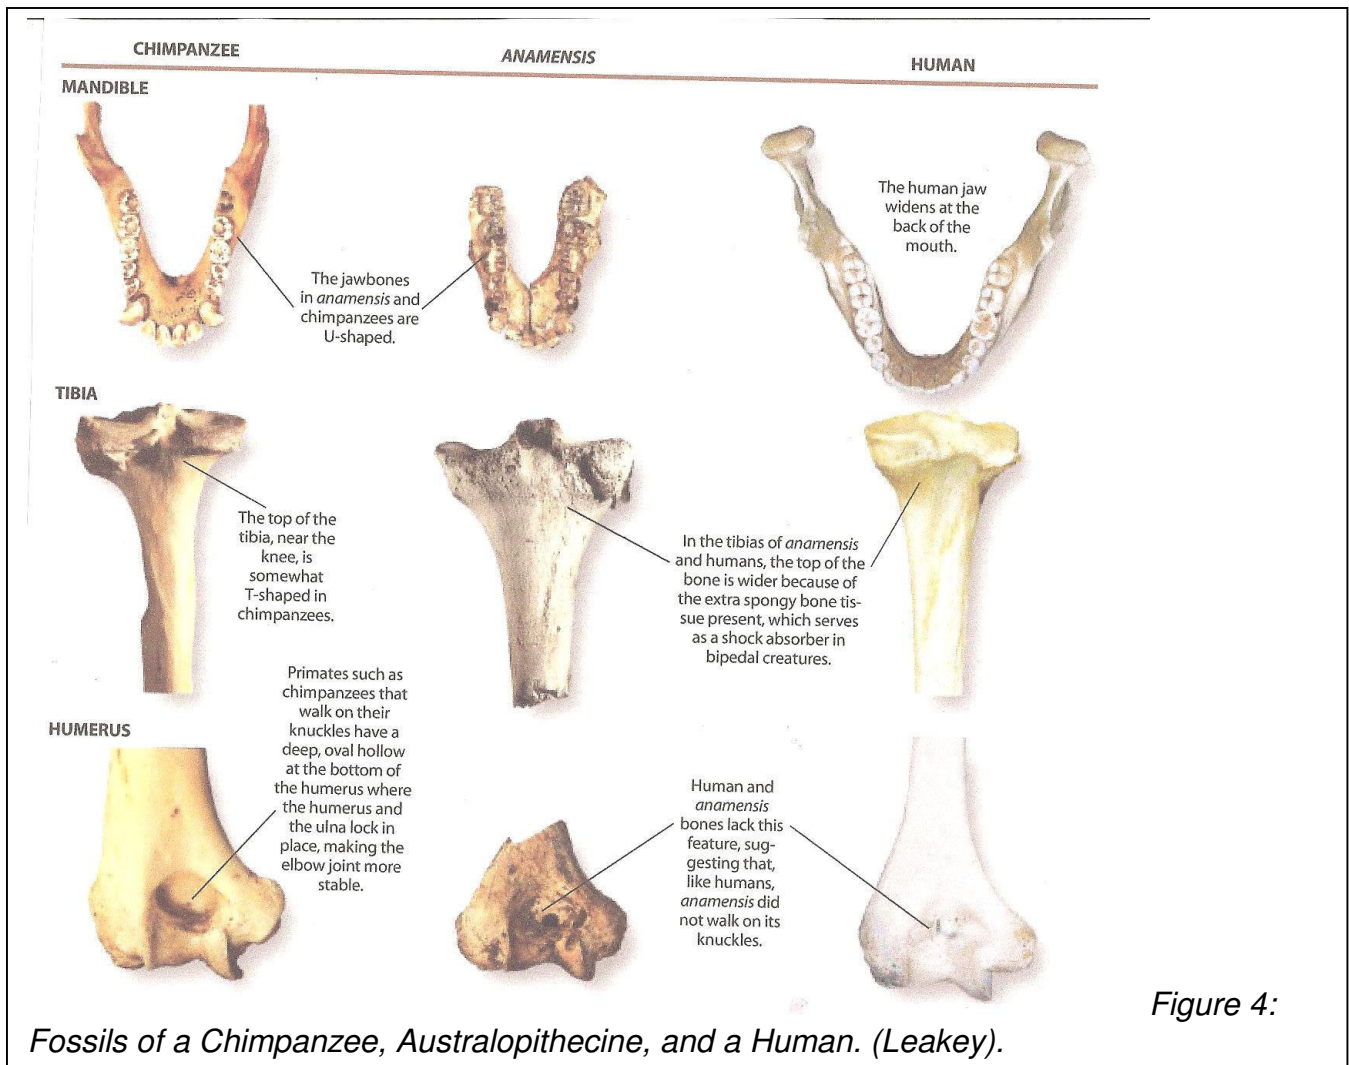 CHIMPANZEE
ANAMENSIS
HUMAN
MANDIBLE
The jawbones
in anamensis and
chimpanzees are
U-shaped.
The human jaw
widens at the
back of the
mouth.
TIBIA
The top of the
tibia, near the
knee, is
somewhat
T-shaped in
chimpanzees.
In the tibias of anamensis
and humans, the top of the
bone is wider because of
the extra spongy bone tis-
sue present, which serves
as a shock absorber in
bipedal creatures.
HUMERUS
Primates such as
chimpanzees that
walk on their
knuckles have a
deep, oval hollow
at the bottom of
the humerus where
the humerus and
the ulna lock in
place, making the
elbow joint more
stable.
Human and
anamensis
bones lack this
feature, sug-
gesting that,
like humans,
anamensis did
not walk on its
knuckles.
Figure 4:
Fossils of a Chimpanzee, Australopithecine, and a Human. (Leakey).